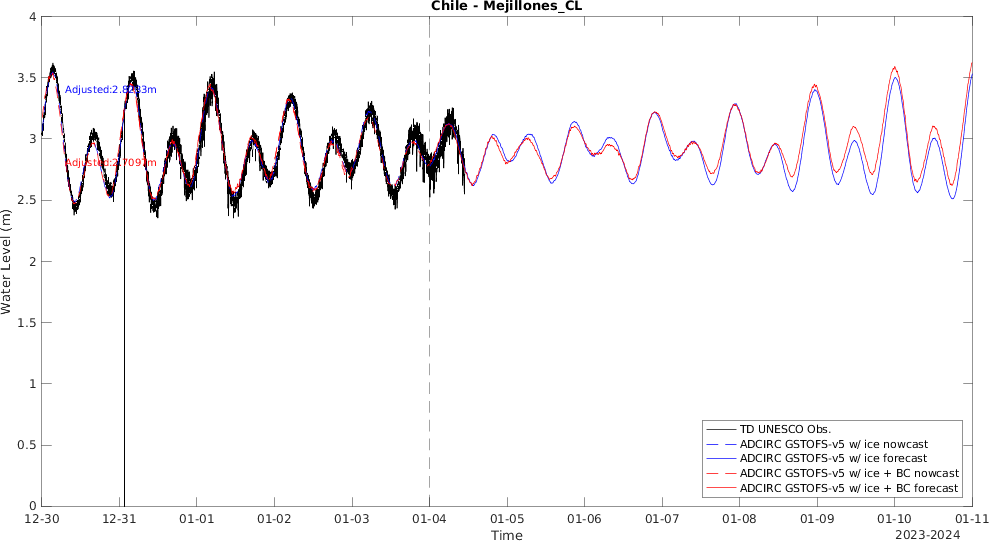 Chile - Mejillones_CL
4
3.5
3
2.5
2
1.5
1
0.5
0
Water Level (m)
Adjusted:2.8283m
Adjusted:2.7097m
TD UNESCO Obs.
ADCIRC GSTOFS-v5 w/ ice nowcast
ADCIRC GSTOFS-v5 w/ ice forecast
ADCIRC GSTOFS-v5 w/ ice + BC nowcast
ADCIRC GSTOFS-v5 w/ ice + BC forecast
12-30 12-31 01-01 01-02 01-03 01-04 01-05 01-06 01-07 01-08 01-09 01-10 01-11
Time
2023-2024